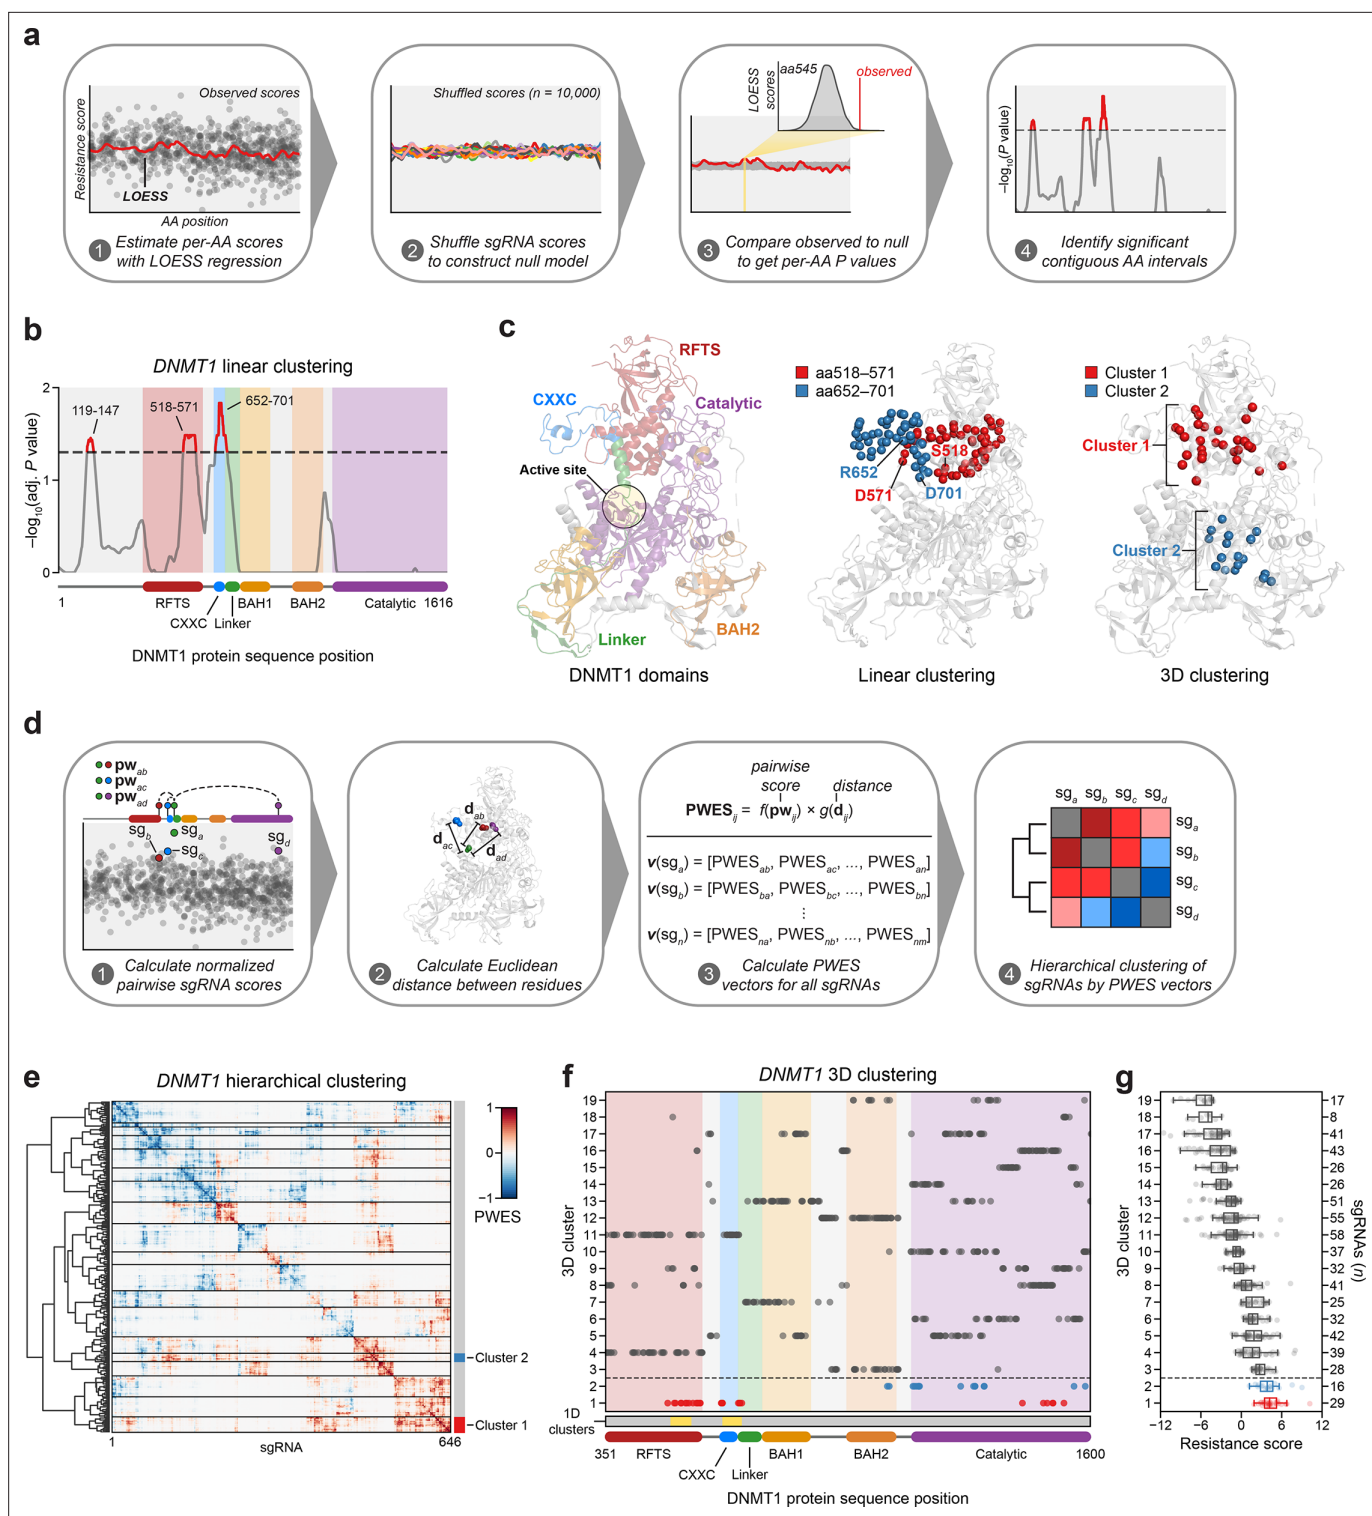 a
Observed scores
Resistance score
LOESS
AA position
1 Estimate per-AA scores
with LOESS regression
Shuffled scores (n = 10,000)
2 Shuffle sgRNA scores
to construct null model
LOESS
scores
aa545
observed
3 Compare observed to null
to get per-AA P values
−log10(P value)
4 Identify significant
contiguous AA intervals
b
DNMT1 linear clustering
−log10(adj. P value)
2
1
0
119-147
518-571
652-701
1
RFTS
CXXC
Linker
BAH1
BAH2
Catalytic
1616
DNMT1 protein sequence position
c
RFTS
CXXC
Catalytic
Active site
Linker
BAH2
DNMT1 domains
aa518–571
aa652–701
S518
R652
D571
D701
Linear clustering
Cluster 1
Cluster 2
Cluster 1
Cluster 2
3D clustering
d
pwab
pwac
pwad
sgb
sga
sgc
sgd
1 Calculate normalized
pairwise sgRNA scores
dab
dac
dad
2 Calculate Euclidean
distance between residues
pairwise
score
distance
PWESij = f(pwij) × g(dij)
v(sga) = [PWESab, PWESac, ..., PWESan]
v(sgb) = [PWESba, PWESbc, ..., PWESbn]
⋮
v(sgn) = [PWESna, PWESnb, ..., PWESnm]
3 Calculate PWES
vectors for all sgRNAs
sga sgb sgc sgd
sga
sgb
sgc
sgd
4 Hierarchical clustering of
sgRNAs by PWES vectors
e
DNMT1 hierarchical clustering
1
0
−1
PWES
Cluster 2
Cluster 1
1
sgRNA
646
f
DNMT1 3D clustering
3D cluster
19
18
17
16
15
14
13
12
11
10
9
8
7
6
5
4
3
2
1
1D
clusters
351
RFTS
CXXC
Linker
BAH1
BAH2
Catalytic
1600
DNMT1 protein sequence position
g
3D cluster
19
18
17
16
15
14
13
12
11
10
9
8
7
6
5
4
3
2
1
17
8
41
43
26
26
51
55
58
37
32
41
25
32
42
39
28
16
29
sgRNAs (n)
−12 −6 0 6 12
Resistance score